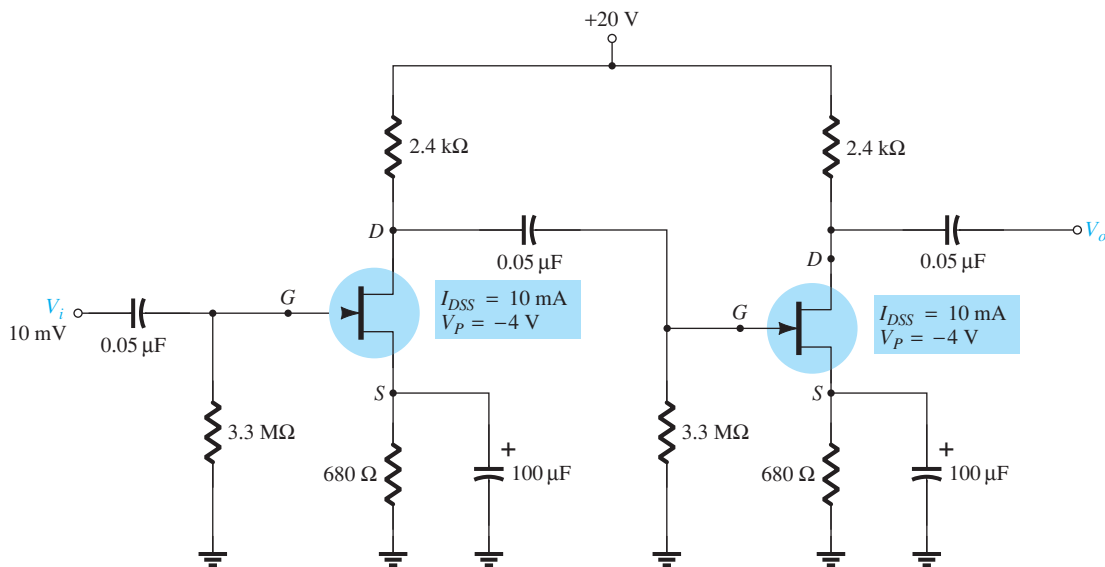 +20 V
2.4 kΩ
2.4 kΩ
D
0.05 μF
D
0.05 μF
V_o
V_i
10 mV
0.05 μF
G
I_DSS = 10 mA
V_P = −4 V
G
I_DSS = 10 mA
V_P = −4 V
S
S
3.3 MΩ
680 Ω
+
100 μF
3.3 MΩ
680 Ω
+
100 μF